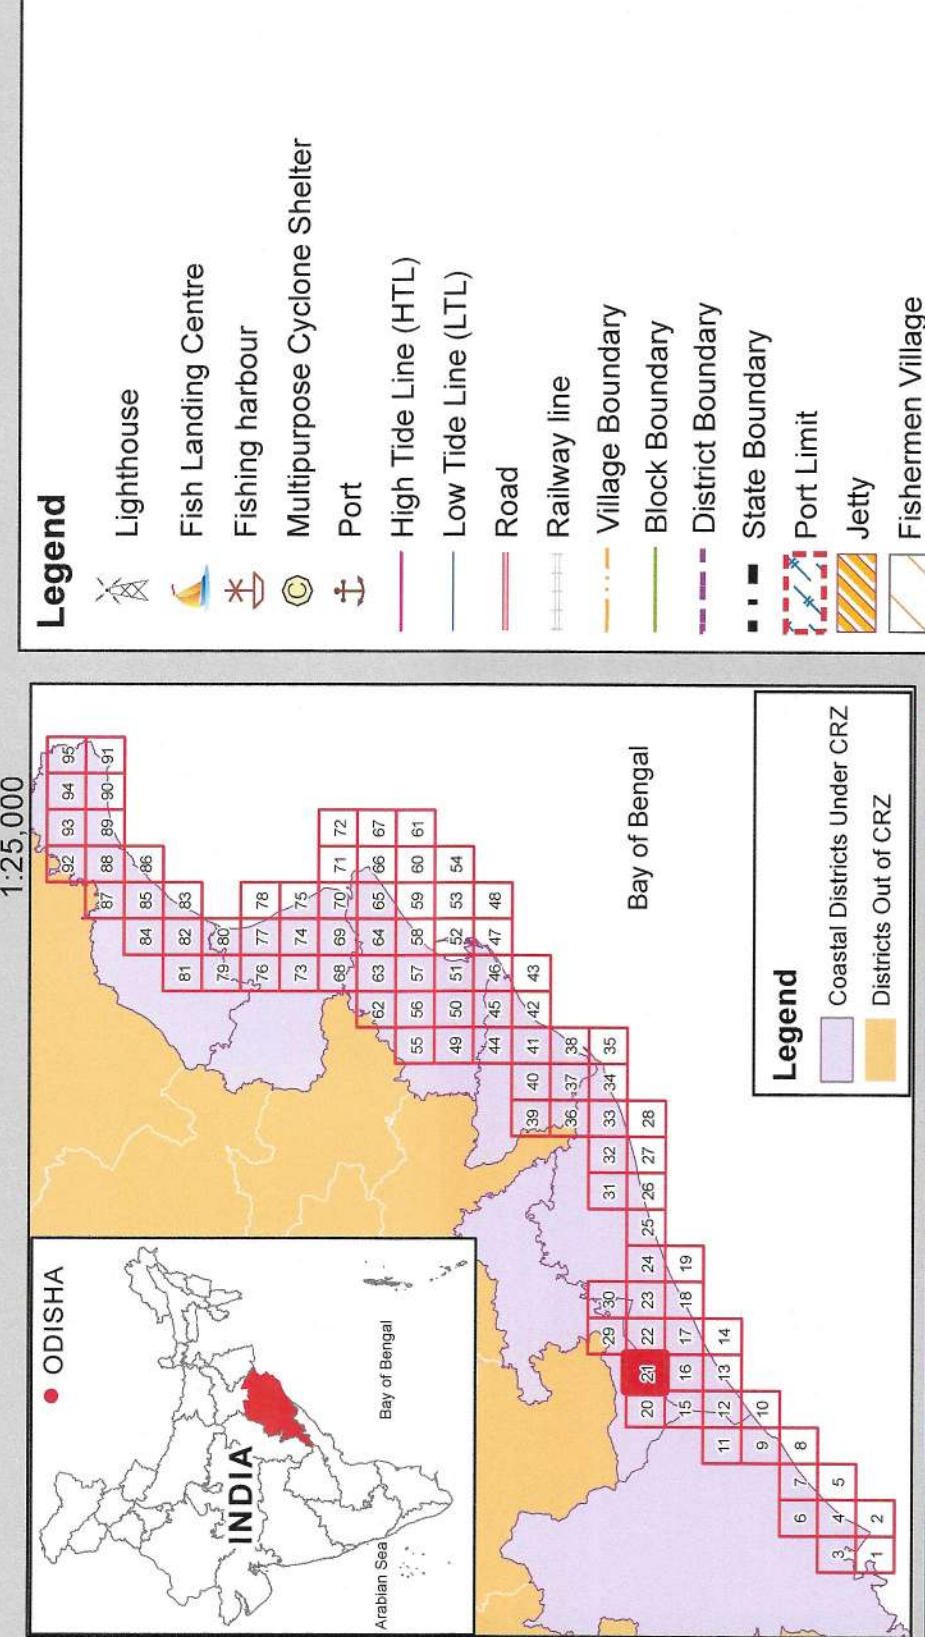 1:25,000
92 93 94 95
87 88 89 90 91
84 85 86
81 82 83
79 80
76 77 78
73 74 75
68 69 70 71 72
62 63 64 65 66 67
55 56 57 58 59 60 61
49 50 51 52 53 54
44 45 46 47 48
39 40 41 42 43
36 37 38
31 32 33 34 35
29 30
20 21 22 23 24 25 26 27 28
15 16 17 18 19
11 12 13 14
9 10
6 7 8
3 4 5
1 2
Bay of Bengal
ODISHA
INDIA
Arabian Sea
Bay of Bengal
Legend
Coastal Districts Under CRZ
Districts Out of CRZ
Legend
Lighthouse
Fish Landing Centre
Fishing harbour
C Multipurpose Cyclone Shelter
Port
High Tide Line (HTL)
Low Tide Line (LTL)
Road
Railway line
Village Boundary
Block Boundary
District Boundary
State Boundary
Port Limit
Jetty
Fishermen Village